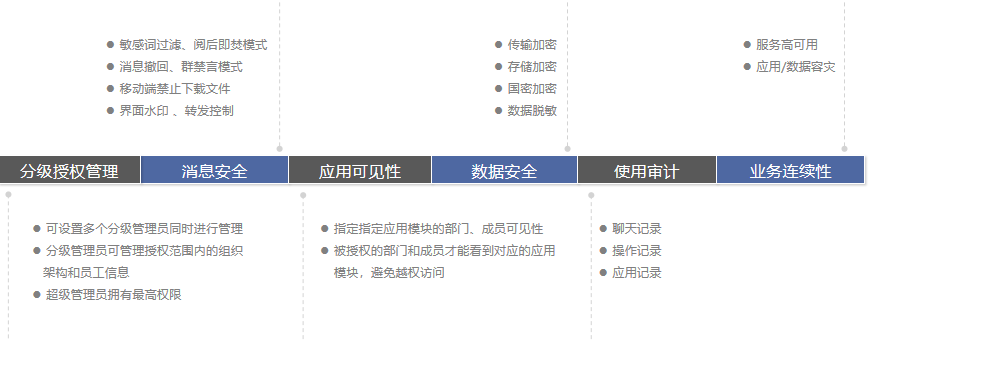 ● 敏感词过滤、阅后即焚模式
● 消息撤回、群禁言模式
● 移动端禁止下载文件
● 界面水印 、转发控制
● 传输加密
● 存储加密
● 国密加密
● 数据脱敏
● 服务高可用
● 应用/数据容灾
分级授权管理
消息安全
应用可见性
数据安全
使用审计
业务连续性
● 可设置多个分级管理员同时进行管理
● 分级管理员可管理授权范围内的组织
架构和员工信息
● 超级管理员拥有最高权限
● 指定指定应用模块的部门、成员可见性
● 被授权的部门和成员才能看到对应的应用
模块，避免越权访问
● 聊天记录
● 操作记录
● 应用记录